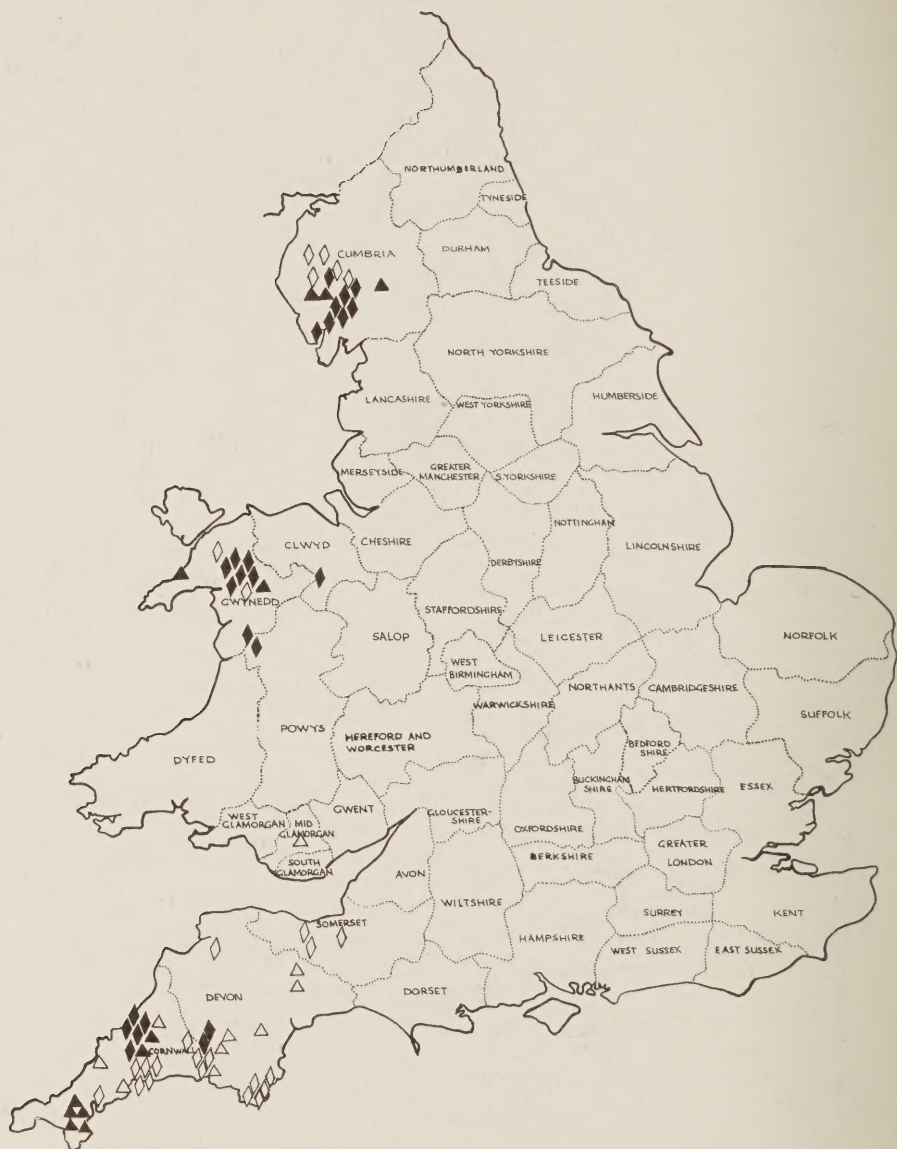 NORTHUMBERLAND
TYNESIDE
CUMBRIA
DURHAM
TEESIDE
NORTH YORKSHIRE
LANCASHIRE
WEST YORKSHIRE
HUMBERSIDE
MERSEYSIDE
GREATER
MANCHESTER
S.YORKSHIRE
CLWYD
CHESHIRE
DERBYSHIRE
NOTTINGHAM
LINCOLNSHIRE
GWYNEDD
SALOP
STAFFORDSHIRE
LEICESTER
NORFOLK
WEST
BIRMINGHAM
WARWICKSHIRE
NORTHANTS
CAMBRIDGESHIRE
SUFFOLK
POWYS
HEREFORD AND
WORCESTER
BEDFORD
SHIRE
DYFED
BUCKINGHAM
SHIRE
HERTFORDSHIRE
ESSEX
WEST
GLAMORGAN
MID
GLAMORGAN
GWENT
GLOUCESTER-
SHIRE
OXFORDSHIRE
SOUTH
GLAMORGAN
AVON
BERKSHIRE
GREATER
LONDON
WILTSHIRE
SOMERSET
HAMPSHIRE
SURREY
KENT
WEST SUSSEX
EAST SUSSEX
DEVON
DORSET
CORNWALL